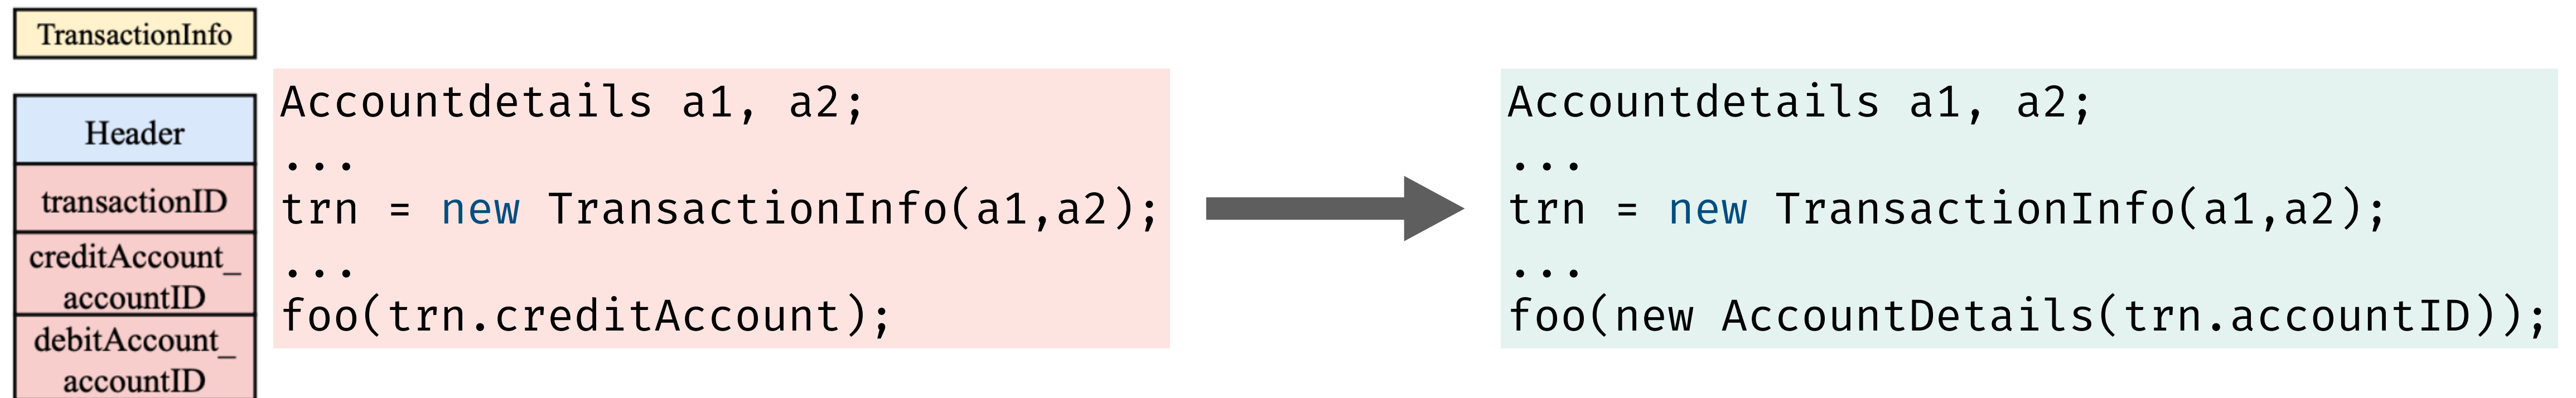 TransactionInfo
Header
transactionID
creditAccount_
accountID
debitAccount_
accountID
Accountdetails a1, a2;
...
trn = new TransactionInfo(a1,a2);
...
foo(trn.creditAccount);
Accountdetails a1, a2;
...
trn = new TransactionInfo(a1,a2);
...
foo(new AccountDetails(trn.accountID));